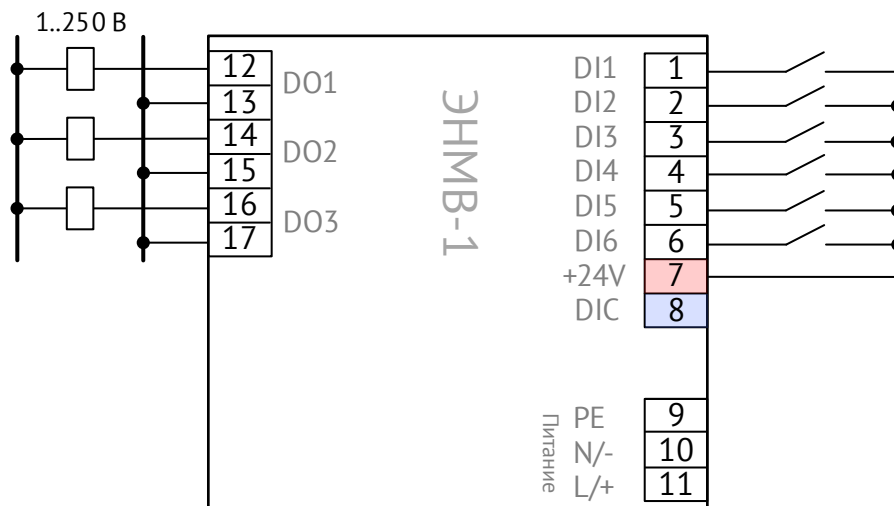 1..250 В
12
DO1
13
14
DO2
15
16
DO3
17
ЭНМВ-1
DI1 1
DI2 2
DI3 3
DI4 4
DI5 5
DI6 6
+24V 7
DIC 8
Питание
PE 9
N/- 10
L/+ 11